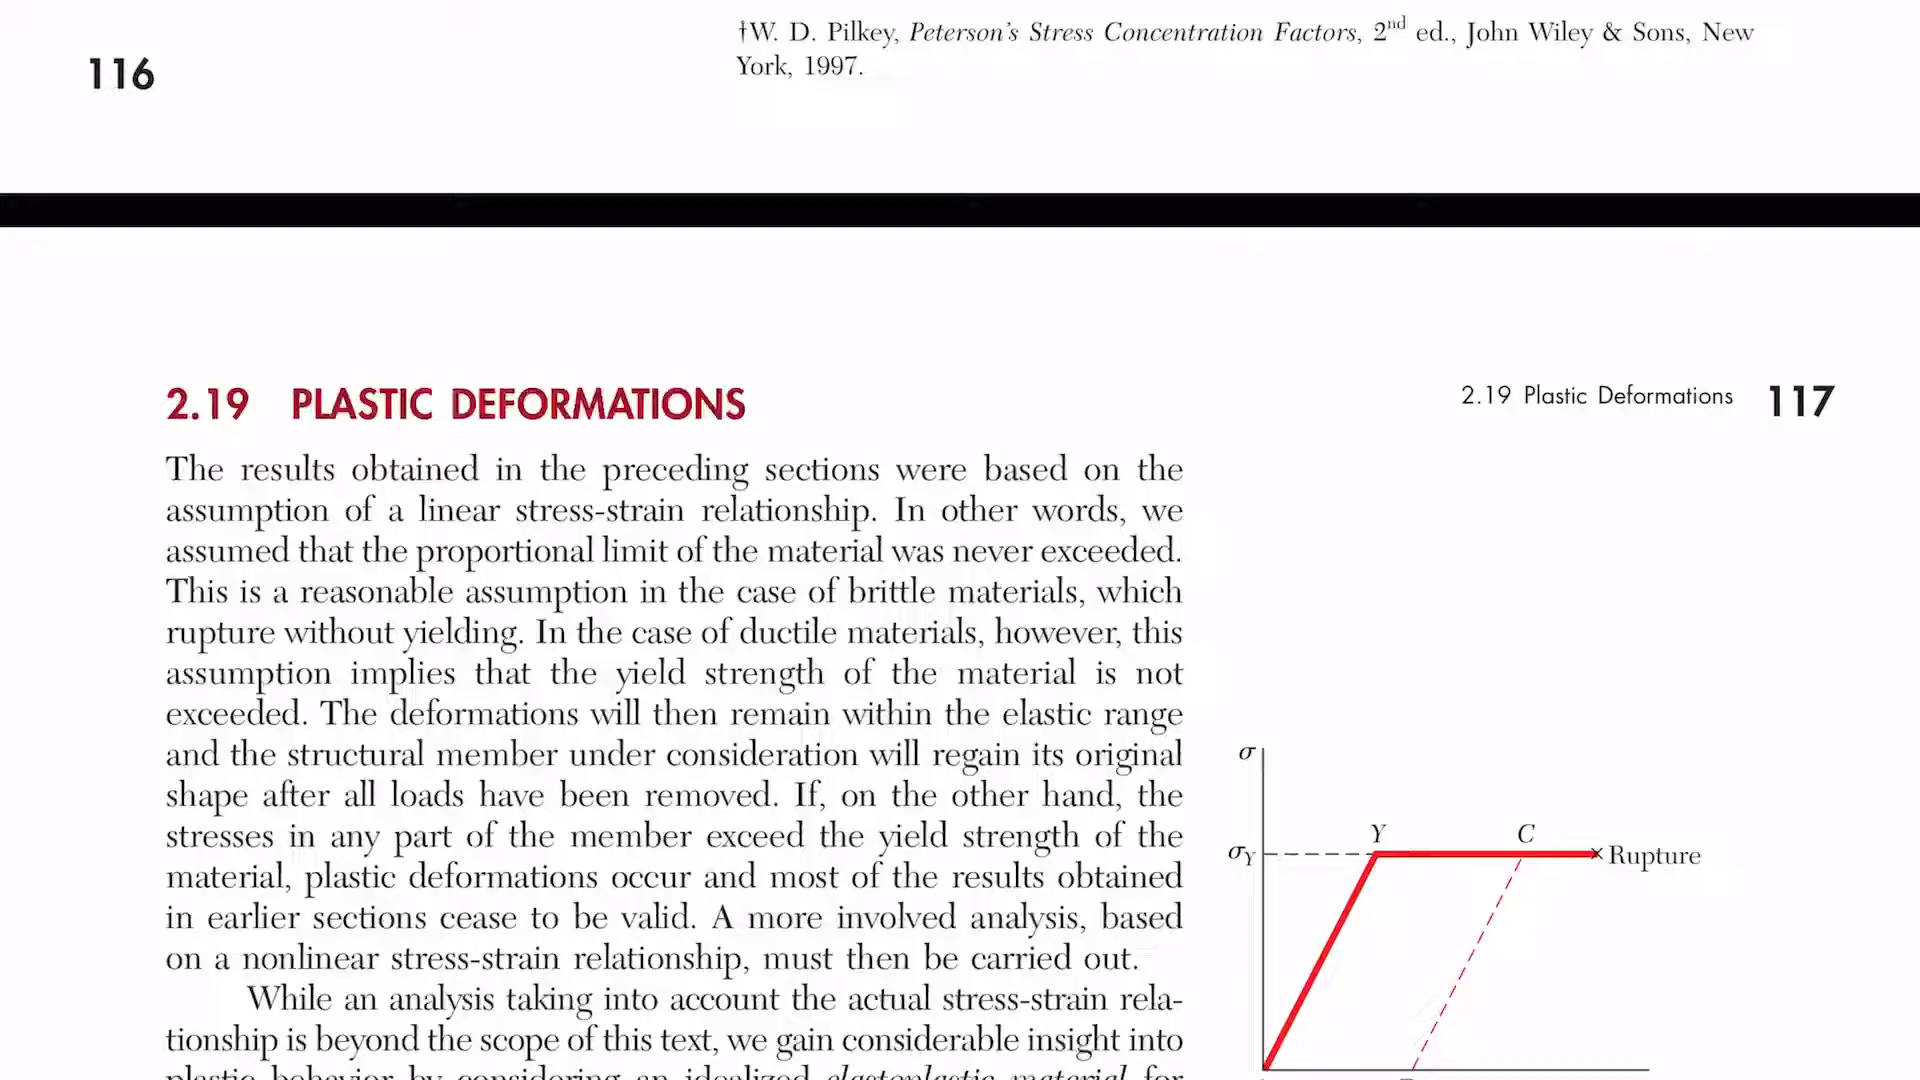 †W. D. Pilkey, Peterson's Stress Concentration Factors, 2nd ed., John Wiley & Sons, New
York, 1997.
116
2.19 PLASTIC DEFORMATIONS
2.19 Plastic Deformations 117
The results obtained in the preceding sections were based on the
assumption of a linear stress-strain relationship. In other words, we
assumed that the proportional limit of the material was never exceeded.
This is a reasonable assumption in the case of brittle materials, which
rupture without yielding. In the case of ductile materials, however, this
assumption implies that the yield strength of the material is not
exceeded. The deformations will then remain within the elastic range
and the structural member under consideration will regain its original
shape after all loads have been removed. If, on the other hand, the
stresses in any part of the member exceed the yield strength of the
material, plastic deformations occur and most of the results obtained
in earlier sections cease to be valid. A more involved analysis, based
on a nonlinear stress-strain relationship, must then be carried out.
While an analysis taking into account the actual stress-strain rela-
tionship is beyond the scope of this text, we gain considerable insight into
plastic behavior by considering an idealized elastoplastic material for
σ
Y C
σY Rupture